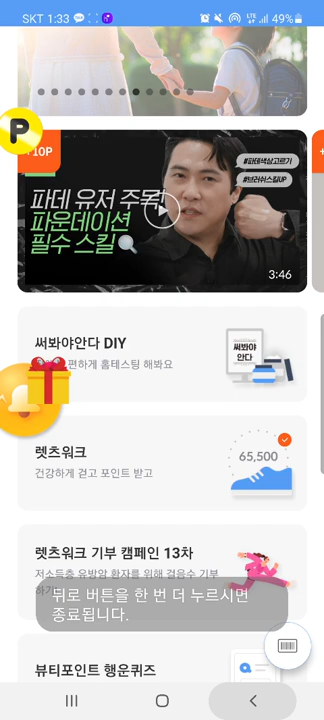 SKT 1:33
LTE
49%
P
+10P
#파데색상고르기
#브러쉬스킬UP
파데 유저 주목!
파운데이션
필수 스킬
3:46
써봐야안다 DIY
편하게 홈테스팅 해봐요
써봐야
안다
렛츠워크
건강하게 걷고 포인트 받고
65,500
렛츠워크 기부 캠페인 13차
저소득층 유방암 환자를 위해 걸음수 기부
하기
뒤로 버튼을 한 번 더 누르시면
종료됩니다.
뷰티포인트 행운퀴즈